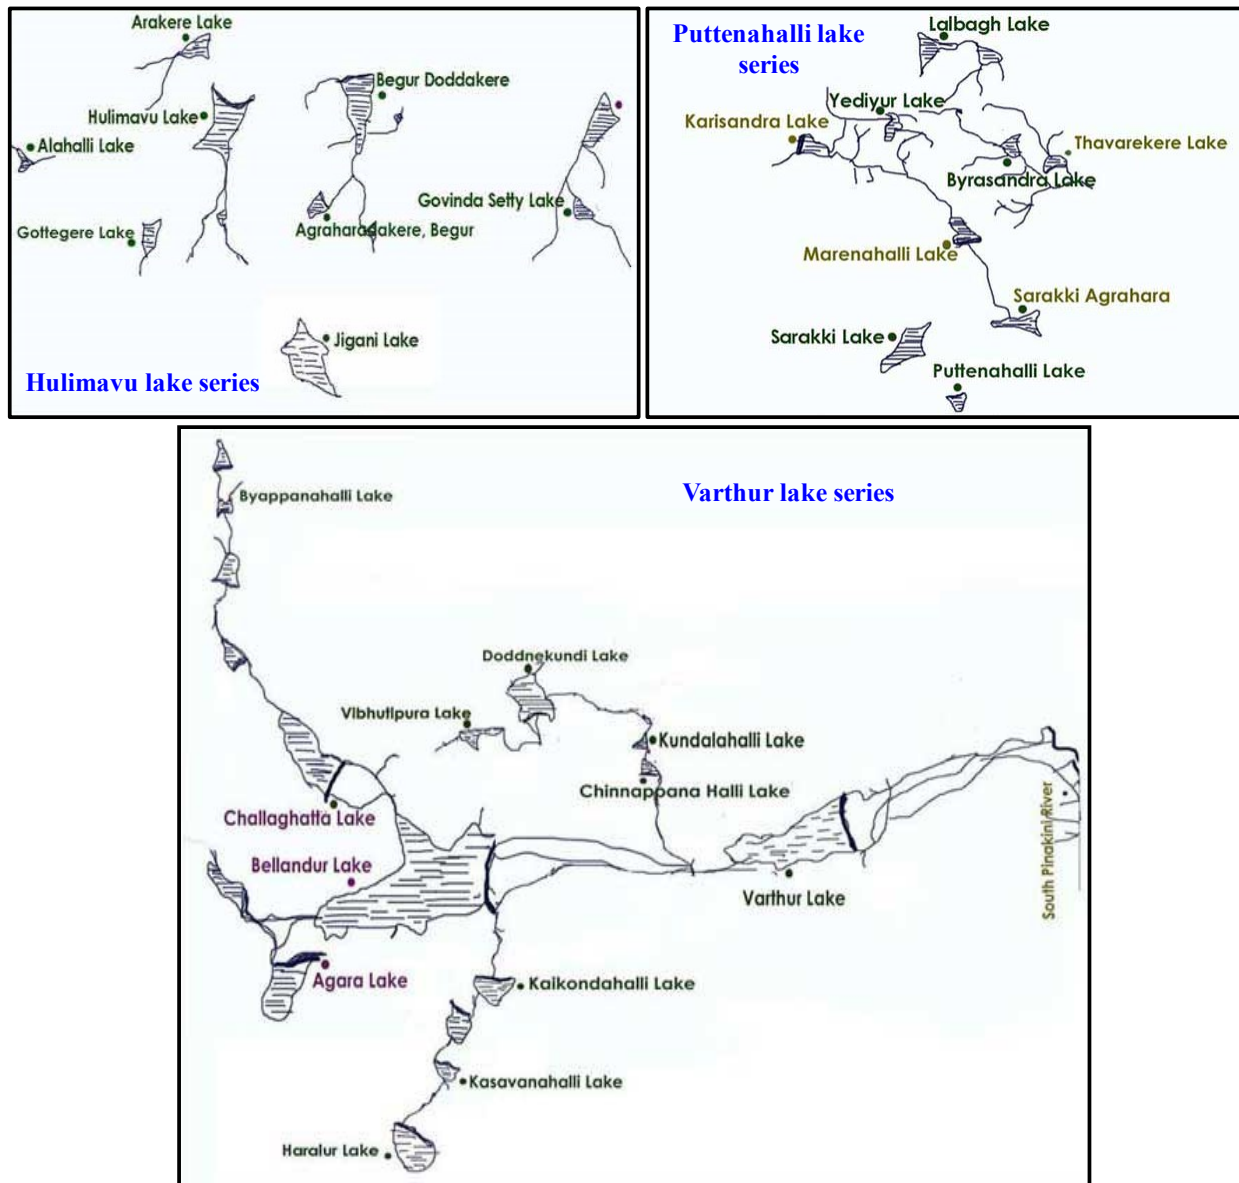 Arakere Lake
Begur Doddakere
Hulimavu Lake
Alahalli Lake
Govinda Setty Lake
Gottegere Lake
Agraharadakere, Begur
Jigani Lake
Hulimavu lake series
Puttenahalli lake
series
Lalbagh Lake
Yediyur Lake
Karisandra Lake
Thavarekere Lake
Byrasandra Lake
Marenahalli Lake
Sarakki Agrahara
Sarakki Lake
Puttenahalli Lake
Varthur lake series
Byappanahalli Lake
Doddnekundi Lake
Vibhutipura Lake
Kundalahalli Lake
Chinnappana Halli Lake
Challaghatta Lake
Bellandur Lake
Varthur Lake
South Pinakini River
Agara Lake
Kaikondahalli Lake
Kasavanahalli Lake
Haralur Lake